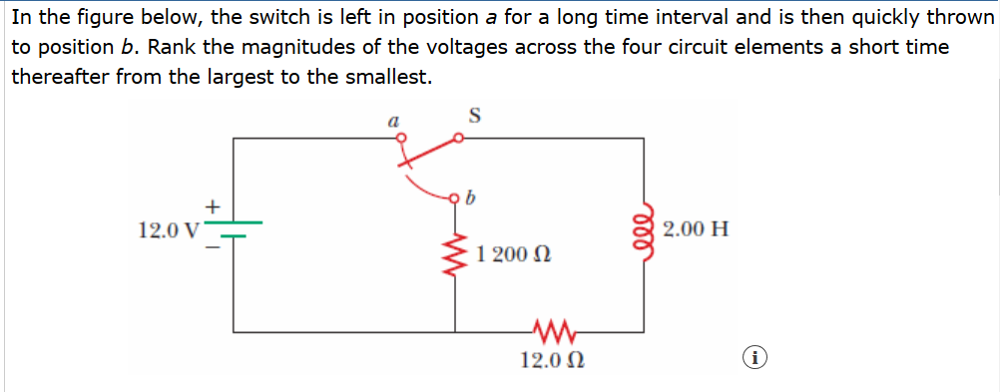 In the figure below, the switch is left in position a for a long time interval and is then quickly thrown
to position b. Rank the magnitudes of the voltages across the four circuit elements a short time
thereafter from the largest to the smallest.
a
S
b
+
12.0 V
−
1 200 Ω
2.00 H
12.0 Ω
i